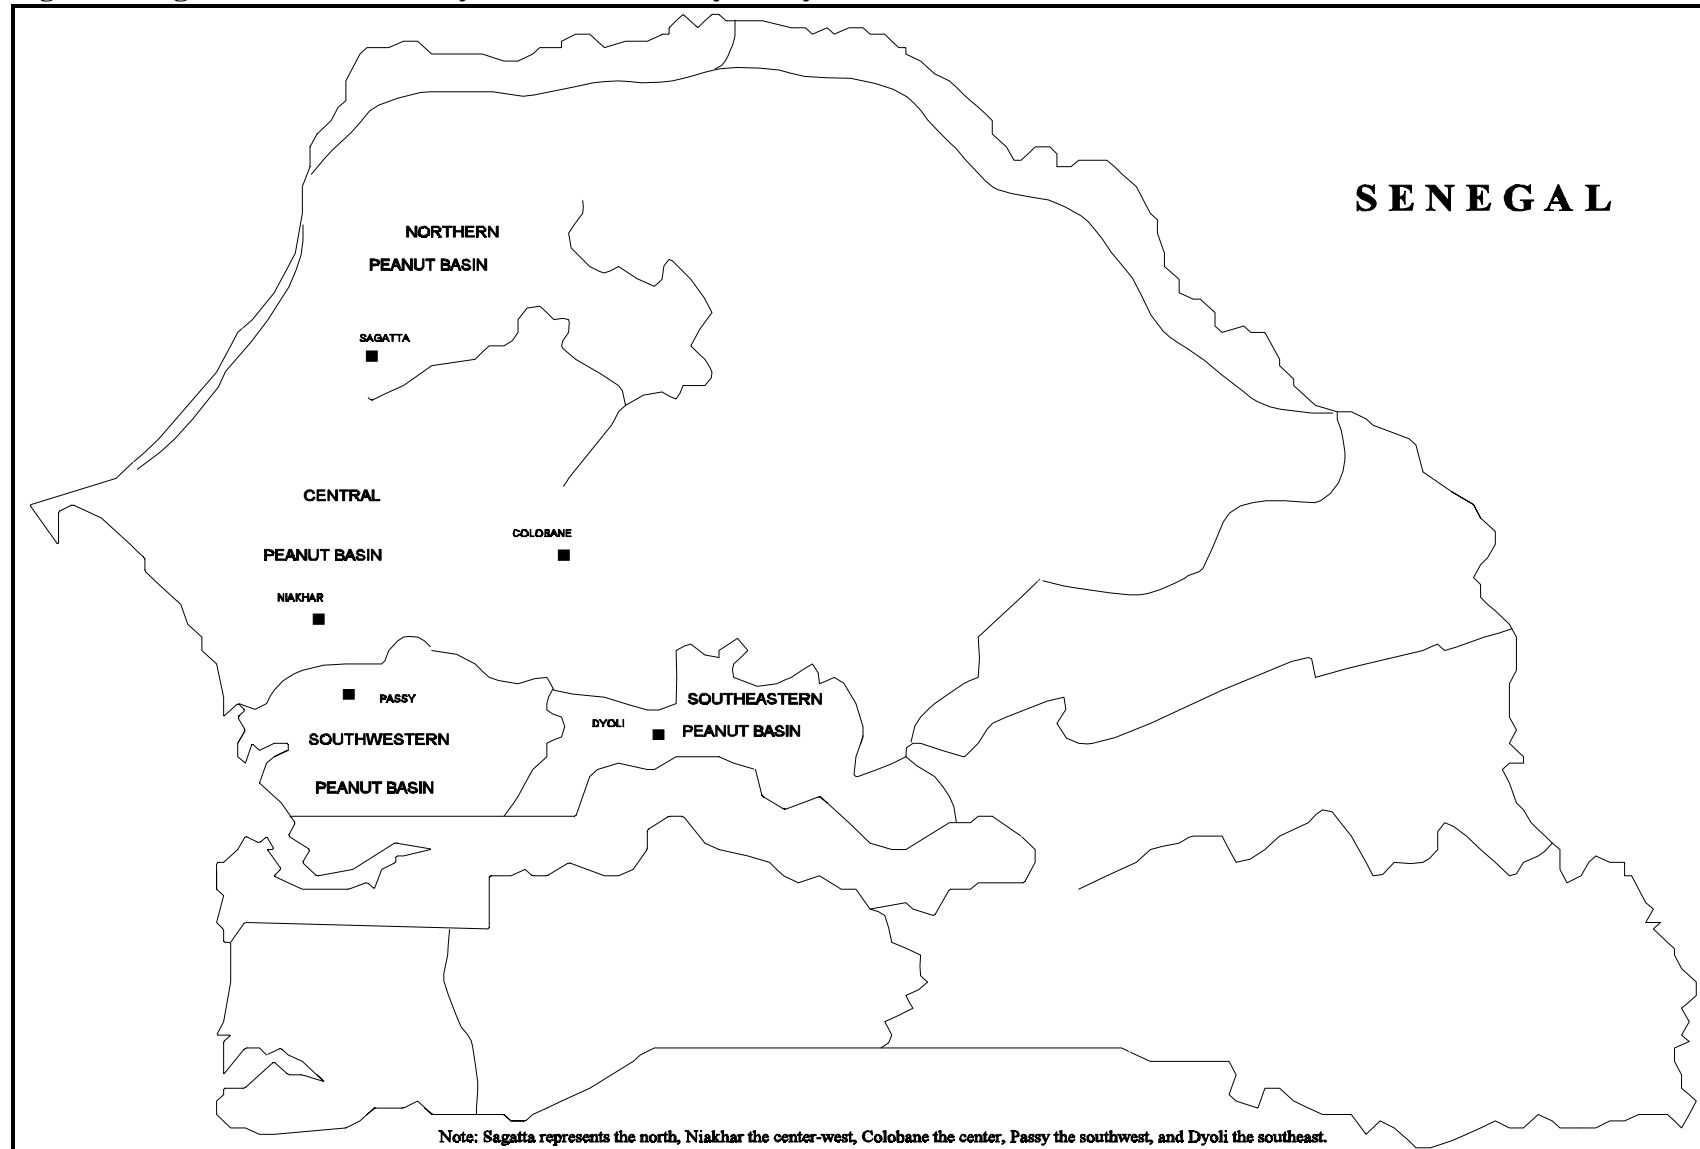 S E N E G A L
NORTHERN
PEANUT BASIN
SAGATTA
CENTRAL
COLOBANE
PEANUT BASIN
NIAKHAR
PASSY
SOUTHEASTERN
DYOLI
PEANUT BASIN
SOUTHWESTERN
PEANUT BASIN
Note: Sagatta represents the north, Niakhar the center-west, Colobane the center, Passy the southwest, and Dyoli the southeast.